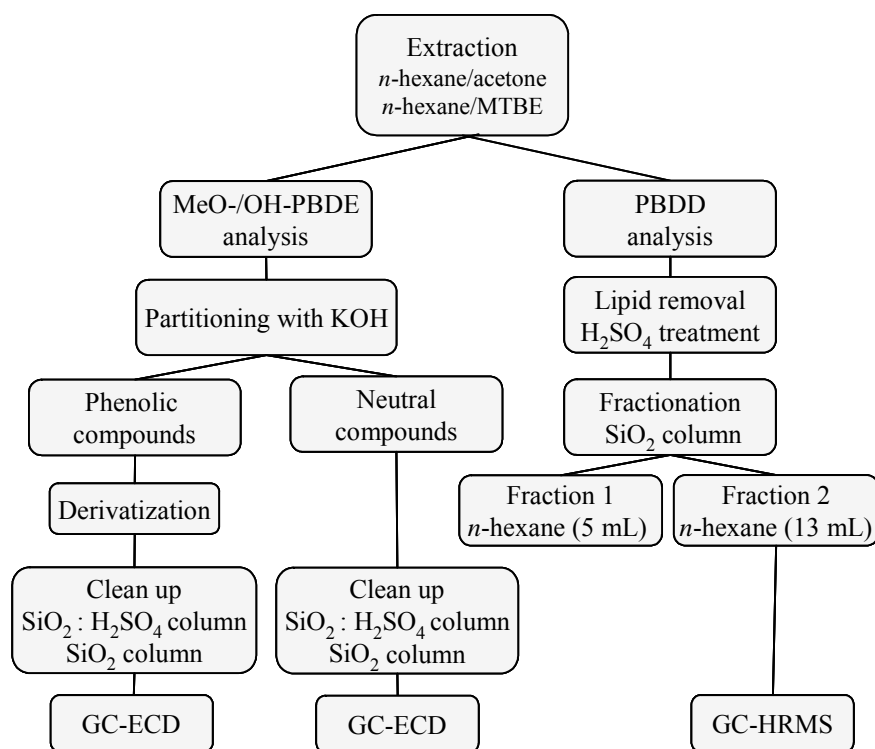 Extraction
n-hexane/acetone
n-hexane/MTBE
MeO-/OH-PBDE
analysis
PBDD
analysis
Partitioning with KOH
Lipid removal
H₂SO₄ treatment
Phenolic
compounds
Neutral
compounds
Fractionation
SiO₂ column
Derivatization
Fraction 1
n-hexane (5 mL)
Fraction 2
n-hexane (13 mL)
Clean up
SiO₂ : H₂SO₄ column
SiO₂ column
Clean up
SiO₂ : H₂SO₄ column
SiO₂ column
GC-ECD
GC-ECD
GC-HRMS